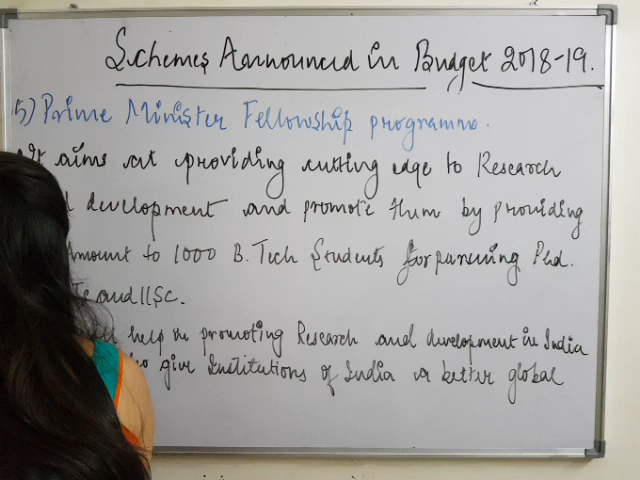 Schemes Announced in Budget 2018-19.
5) Prime Minister Fellowship programme.
It aims at providing cutting edge to Research
development and promote them by providing
Amount to 1000 B.Tech Students for pursuing Phd.
and IISc.
help in promoting Research and development in India
give Institutions of India a better global